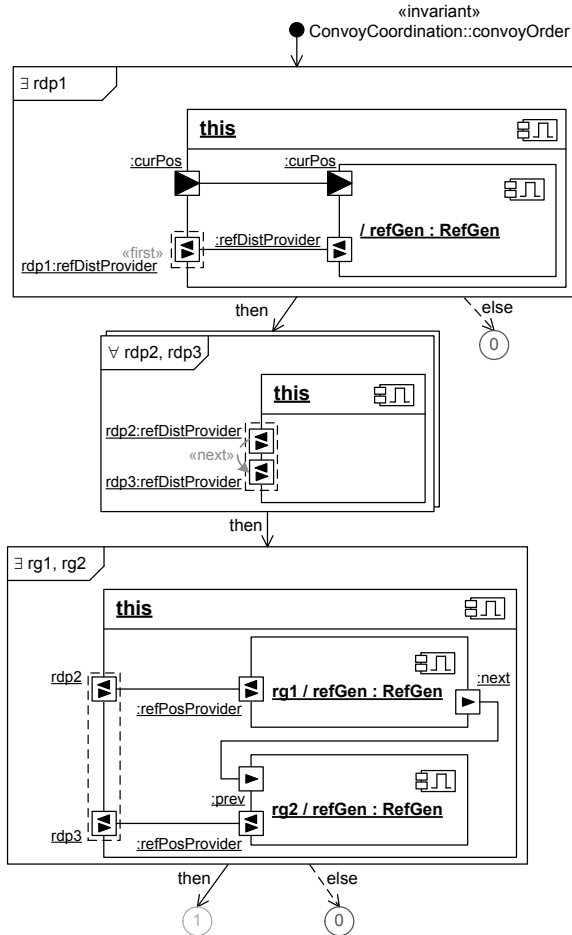 «invariant»
ConvoyCoordination::convoyOrder
∃ rdp1
this
:curPos
:curPos
/ refGen : RefGen
«first»
:refDistProvider
rdp1:refDistProvider
then
else
0
∀ rdp2, rdp3
this
rdp2:refDistProvider
«next»
rdp3:refDistProvider
then
∃ rg1, rg2
this
rdp2
:next
rg1 / refGen : RefGen
:refPosProvider
:prev
rg2 / refGen : RefGen
rdp3
:refPosProvider
then
else
1
0